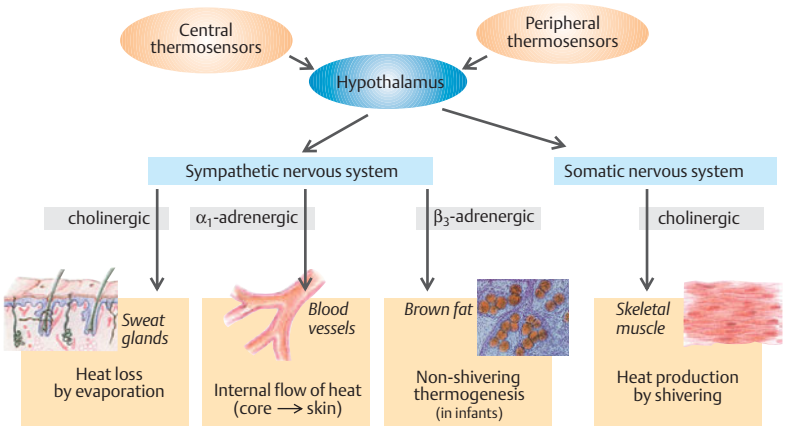 Central
thermosensors
Peripheral
thermosensors
Hypothalamus
Sympathetic nervous system
Somatic nervous system
cholinergic
α₁-adrenergic
β₃-adrenergic
cholinergic
Sweat
glands
Heat loss
by evaporation
Blood
vessels
Internal flow of heat
(core → skin)
Brown fat
Non-shivering
thermogenesis
(in infants)
Skeletal
muscle
Heat production
by shivering